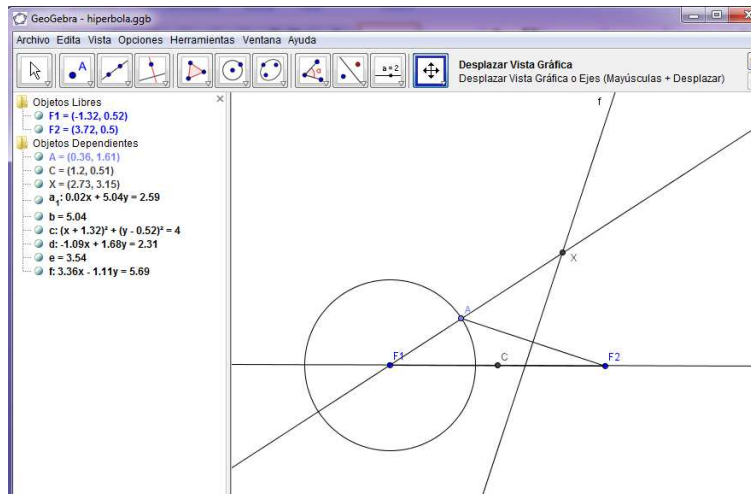 GeoGebra - hiperbola.ggb
Archivo Edita Vista Opciones Herramientas Ventana Ayuda
A
a = 2
Desplazar Vista Gráfica
Desplazar Vista Gráfica o Ejes (Mayúsculas + Desplazar)
Objetos Libres
F1 = (-1.32, 0.52)
F2 = (3.72, 0.5)
Objetos Dependientes
A = (0.36, 1.61)
C = (1.2, 0.51)
X = (2.73, 3.15)
a₁: 0.02x + 5.04y = 2.59
b = 5.04
c: (x + 1.32)² + (y - 0.52)² = 4
d: -1.09x + 1.68y = 2.31
e = 3.54
f: 3.36x - 1.11y = 5.69
f
X
A
F1
C
F2